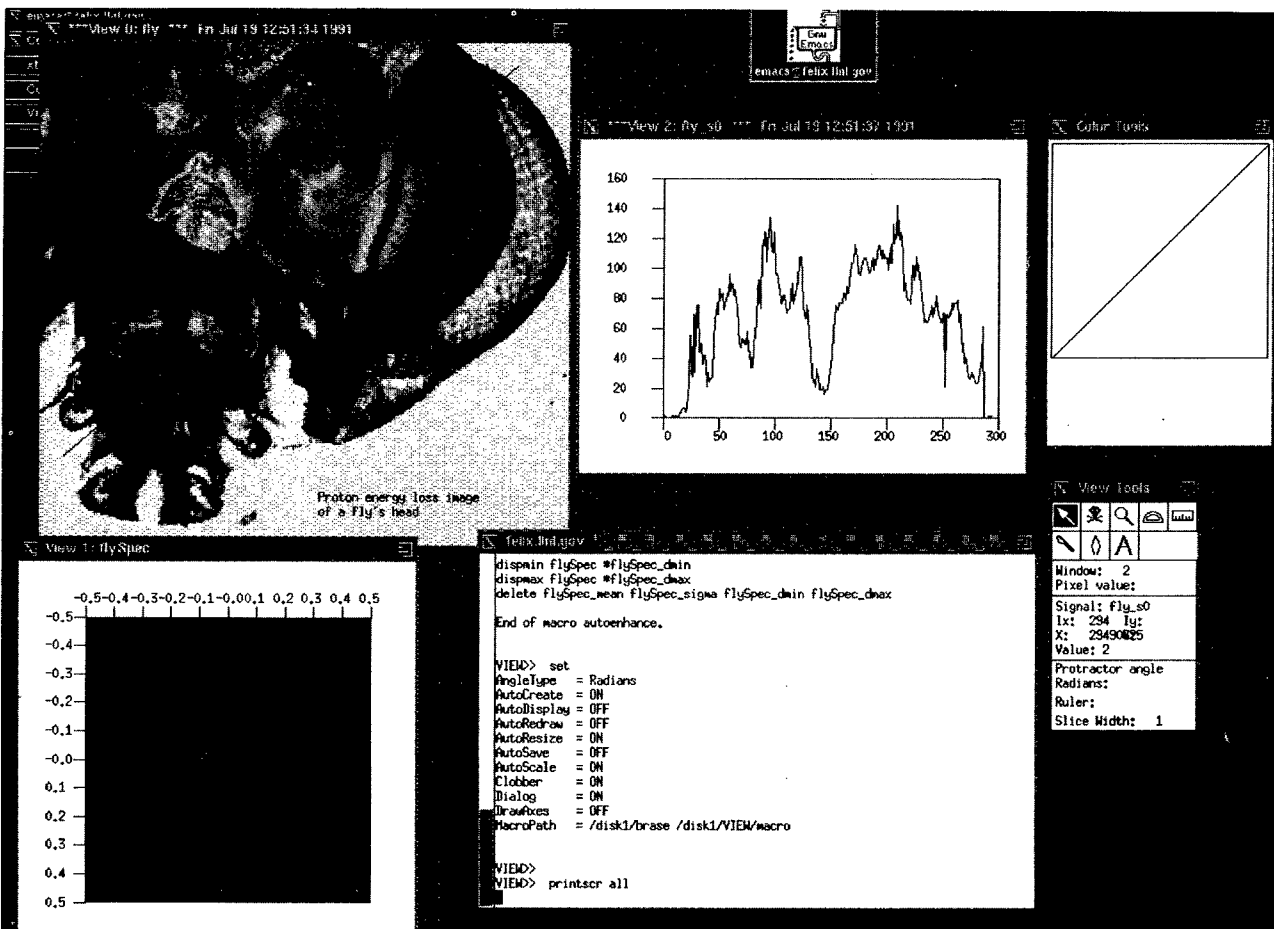 ***View 0: fly *** Fri Jul 19 12:51:34 1991
Proton energy loss image
of a fly's head
Gnu
Emacs
emacs@felix.llnl.gov
***View 2: fly_s0 *** Fri Jul 19 12:51:37 1991
160
140
120
100
80
60
40
20
0
0 50 100 150 200 250 300
Color Tools
View Tools
A
Window: 2
Pixel value:
Signal: fly_s0
Ix: 294 Iy:
X:
Value: 2
Protractor angle
Radians:
Ruler:
Slice Width: 1
View 1: flySpec
-0.5-0.4-0.3-0.2-0.1-0.00.1 0.2 0.3 0.4 0.5
-0.5
-0.4
-0.3
-0.2
-0.1
-0.0
0.1
0.2
0.3
0.4
0.5
felix.llnl.gov
dispmin flySpec *flySpec_dmin
dispmax flySpec *flySpec_dmax
delete flySpec_mean flySpec_sigma flySpec_dmin flySpec_dmax
End of macro autoenhance.
VIEW>> set
AngleType = Radians
AutoCreate = ON
AutoDisplay = OFF
AutoRedraw = OFF
AutoResize = ON
AutoSave = OFF
AutoScale = ON
Clobber = ON
Dialog = ON
DrawAxes = OFF
MacroPath = /disk1/brase /disk1/VIEW/macro
VIEW>>
VIEW>> printscr all